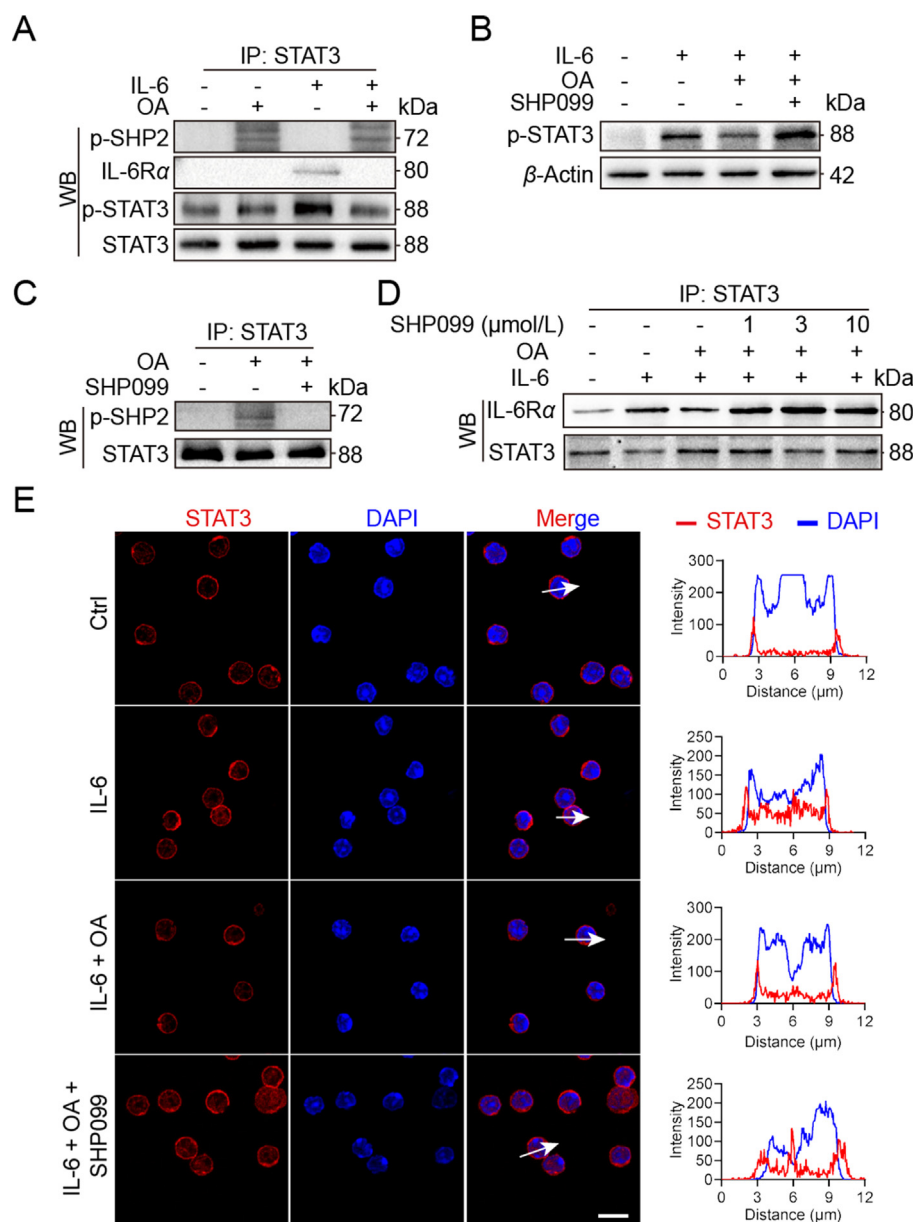 A
IP: STAT3
IL-6 - - + +
OA - + - + kDa
WB
p-SHP2 72
IL-6Rα 80
p-STAT3 88
STAT3 88
B
IL-6 - + + +
OA - - + +
SHP099 - - - + kDa
p-STAT3 88
β-Actin 42
C
IP: STAT3
OA - + +
SHP099 - - + kDa
WB
p-SHP2 72
STAT3 88
D
IP: STAT3
SHP099 (μmol/L) - - - 1 3 10
OA - - + + + +
IL-6 - + + + + + kDa
WB
IL-6Rα 80
STAT3 88
E
STAT3 DAPI Merge
STAT3 DAPI
Ctrl
Intensity
300
200
100
0
0 3 6 9 12
Distance (μm)
IL-6
Intensity
250
200
150
100
50
0
0 3 6 9 12
Distance (μm)
IL-6 + OA
Intensity
300
200
100
0
0 3 6 9 12
Distance (μm)
IL-6 + OA +
SHP099
Intensity
250
200
150
100
50
0
0 3 6 9 12
Distance (μm)